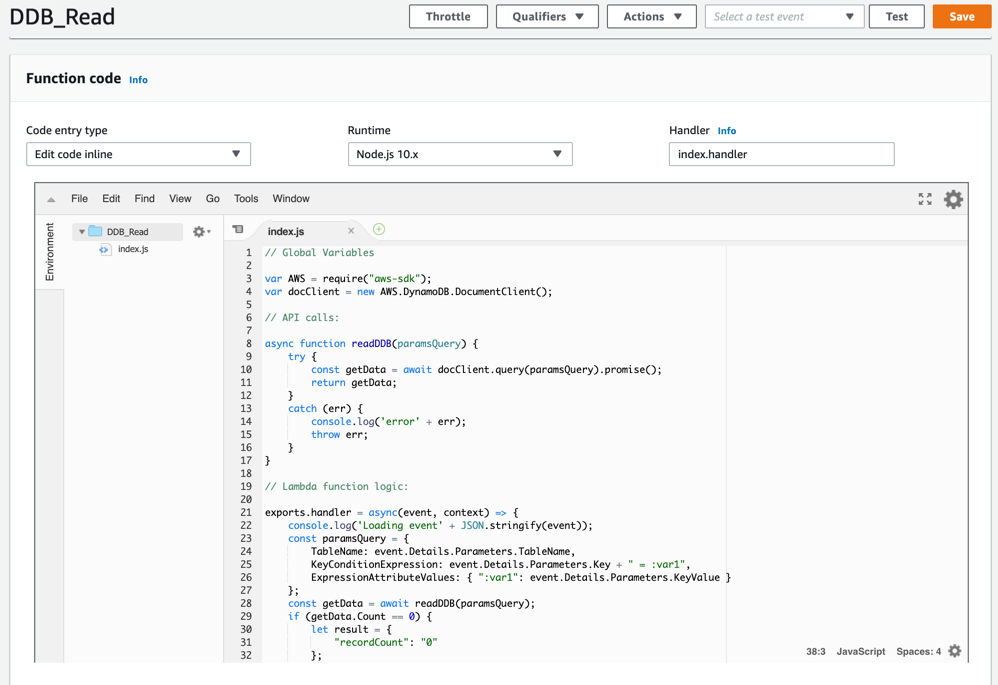 DDB_Read
Throttle Qualifiers Actions Select a test event Test Save
Function code Info
Code entry type Runtime Handler Info
Edit code inline Node.js 10.x index.handler
File Edit Find View Go Tools Window
Environment
DDB_Read
index.js
index.js
1 // Global Variables
2
3 var AWS = require("aws-sdk");
4 var docClient = new AWS.DynamoDB.DocumentClient();
5
6 // API calls:
7
8 async function readDDB(paramsQuery) {
9 try {
10 const getData = await docClient.query(paramsQuery).promise();
11 return getData;
12 }
13 catch (err) {
14 console.log('error' + err);
15 throw err;
16 }
17 }
18
19 // Lambda function logic:
20
21 exports.handler = async(event, context) => {
22 console.log('Loading event' + JSON.stringify(event));
23 const paramsQuery = {
24 TableName: event.Details.Parameters.TableName,
25 KeyConditionExpression: event.Details.Parameters.Key + " = :var1",
26 ExpressionAttributeValues: { ":var1": event.Details.Parameters.KeyValue }
27 };
28 const getData = await readDDB(paramsQuery);
29 if (getData.Count == 0) {
30 let result = {
31 "recordCount": "0"
32 };
38:3 JavaScript Spaces: 4